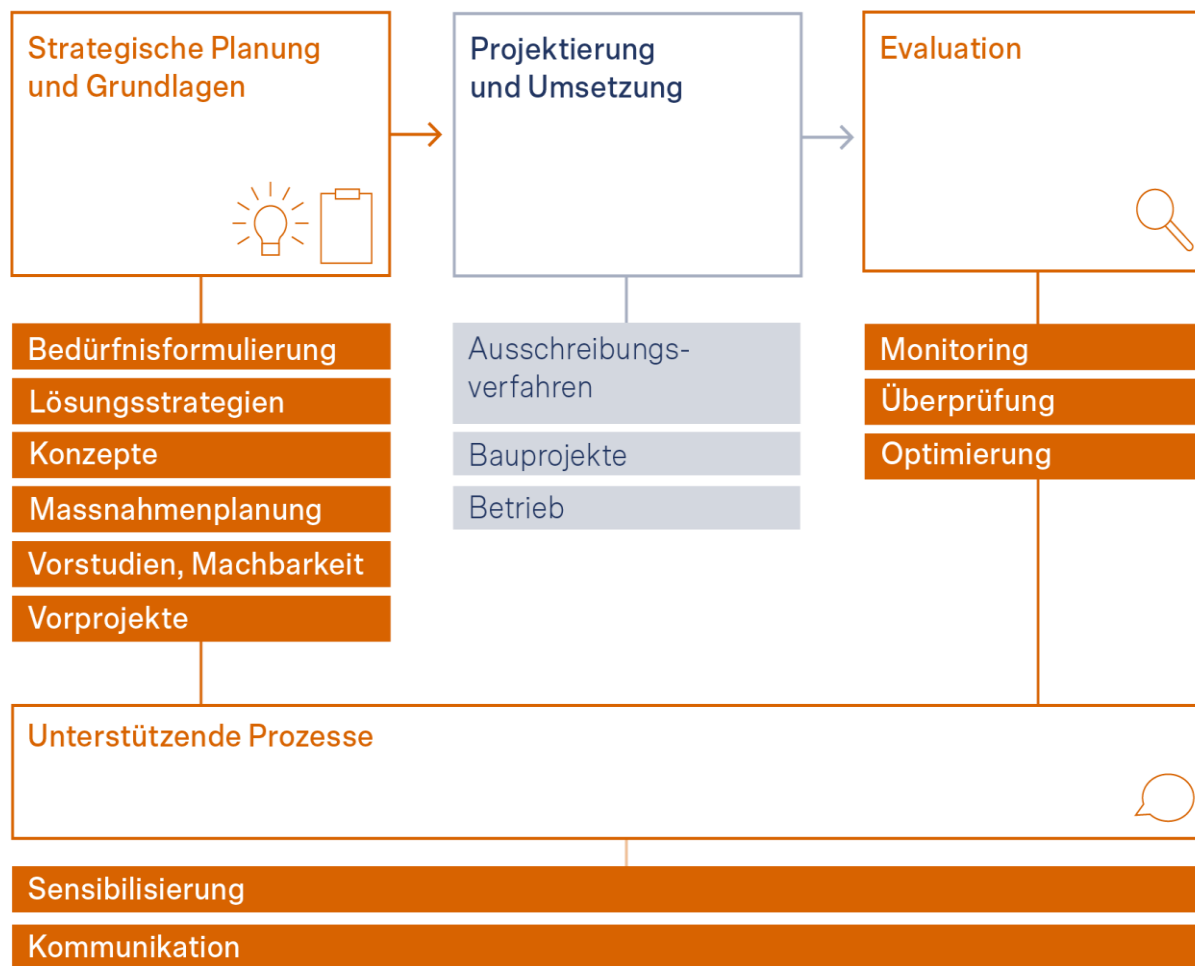 Strategische Planung
und Grundlagen
Projektierung
und Umsetzung
Evaluation
Bedürfnisformulierung
Lösungsstrategien
Konzepte
Massnahmenplanung
Vorstudien, Machbarkeit
Vorprojekte
Ausschreibungs-
verfahren
Bauprojekte
Betrieb
Monitoring
Überprüfung
Optimierung
Unterstützende Prozesse
Sensibilisierung
Kommunikation